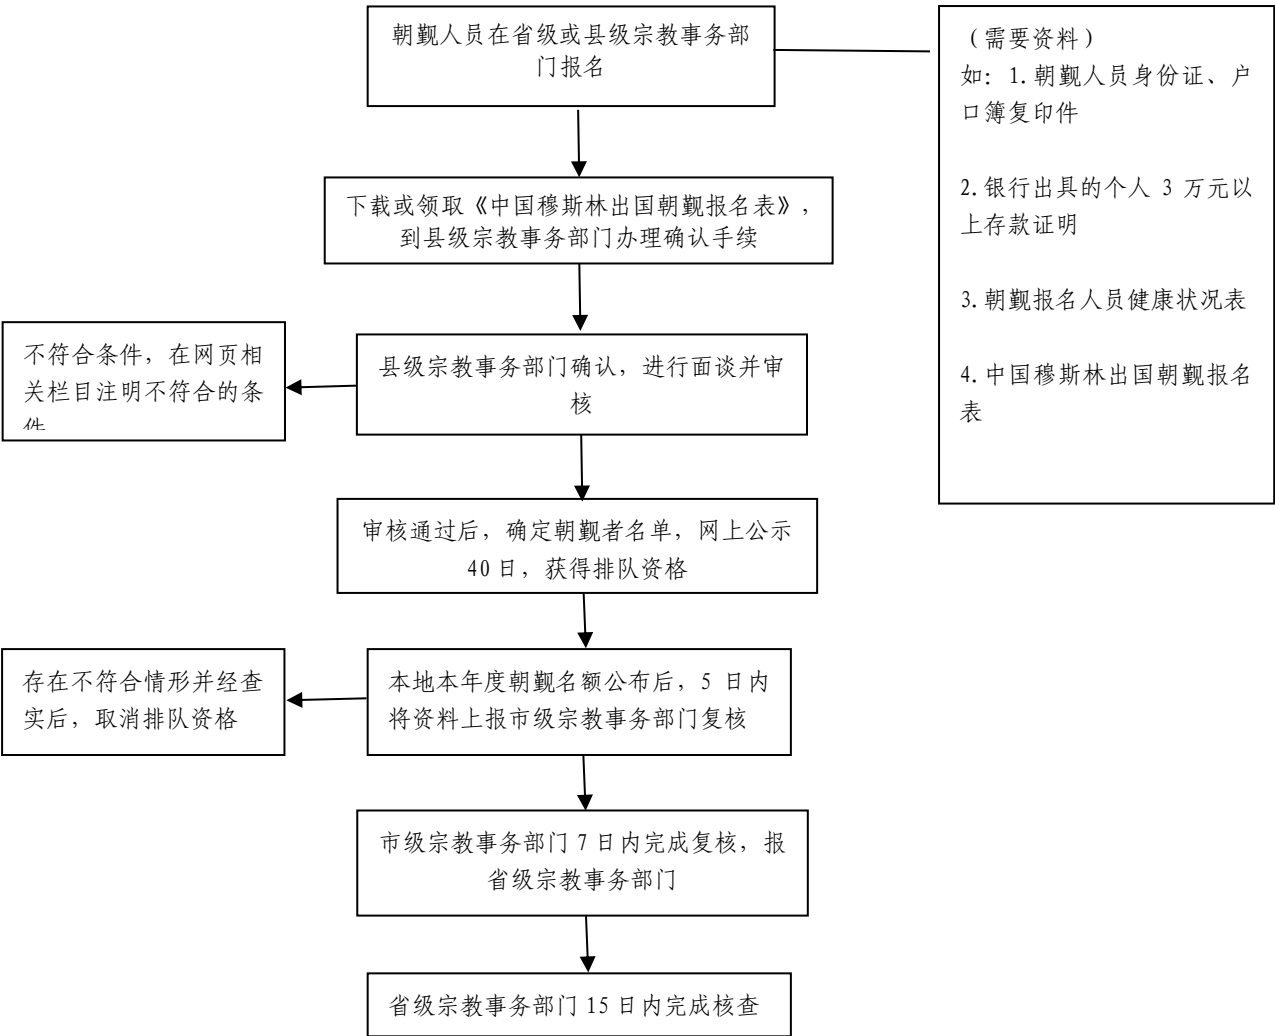 朝觐人员在省级或县级宗教事务部
门报名
（需要资料）
如：1.朝觐人员身份证、户
口簿复印件
2.银行出具的个人 3 万元以
上存款证明
3.朝觐报名人员健康状况表
4.中国穆斯林出国朝觐报名
表
下载或领取《中国穆斯林出国朝觐报名表》，
到县级宗教事务部门办理确认手续
不符合条件，在网页相
关栏目注明不符合的条
件
县级宗教事务部门确认，进行面谈并审
核
审核通过后，确定朝觐者名单，网上公示
40 日，获得排队资格
存在不符合情形并经查
实后，取消排队资格
本地本年度朝觐名额公布后，5 日内
将资料上报市级宗教事务部门复核
市级宗教事务部门 7 日内完成复核，报
省级宗教事务部门
省级宗教事务部门 15 日内完成核查